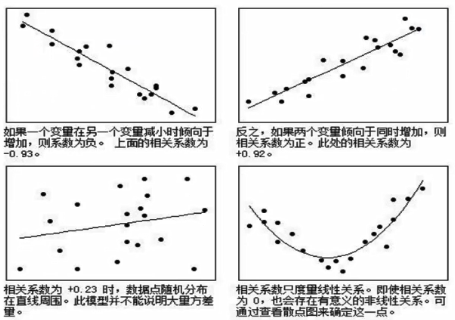 如果一个变量在另一个变量减小时倾向于
增加，则系数为负。 上面的相关系数为
-0.93。
反之，如果两个变量倾向于同时增加，则
相关系数为正。此处的相关系数为
+0.92。
相关系数为 +0.23 时，数据点随机分布
在直线周围。此模型并不能说明大量方差
量。
相关系数只度量线性关系。即使相关系数
为 0，也会存在有意义的非线性关系。可
通过查看散点图来确定这一点。